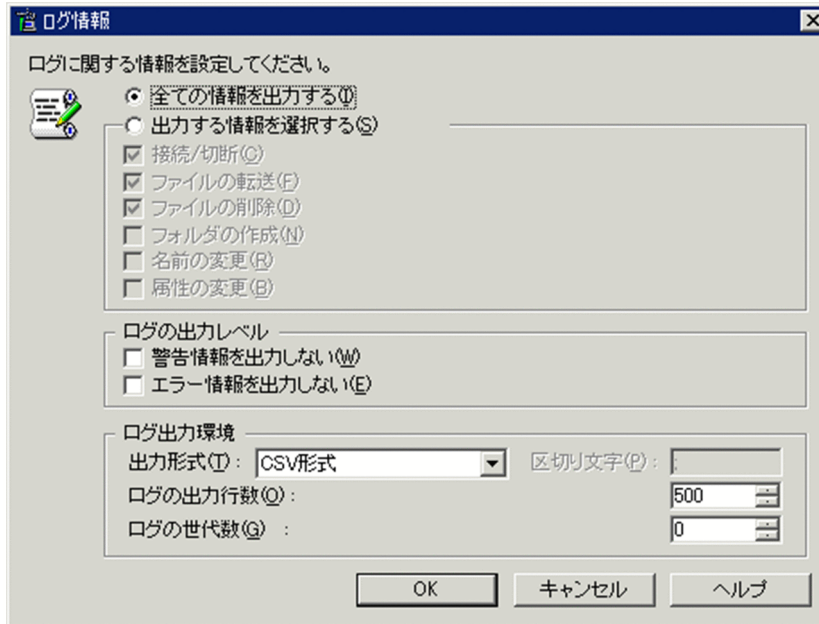 ログ情報
ログに関する情報を設定してください。
全ての情報を出力する(I)
出力する情報を選択する(S)
接続/切断(C)
ファイルの転送(F)
ファイルの削除(D)
フォルダの作成(N)
名前の変更(R)
属性の変更(B)
ログの出力レベル
警告情報を出力しない(W)
エラー情報を出力しない(E)
ログ出力環境
出力形式(T): CSV形式 区切り文字(P): ;
ログの出力行数(O): 500
ログの世代数(G) : 0
OK キャンセル ヘルプ